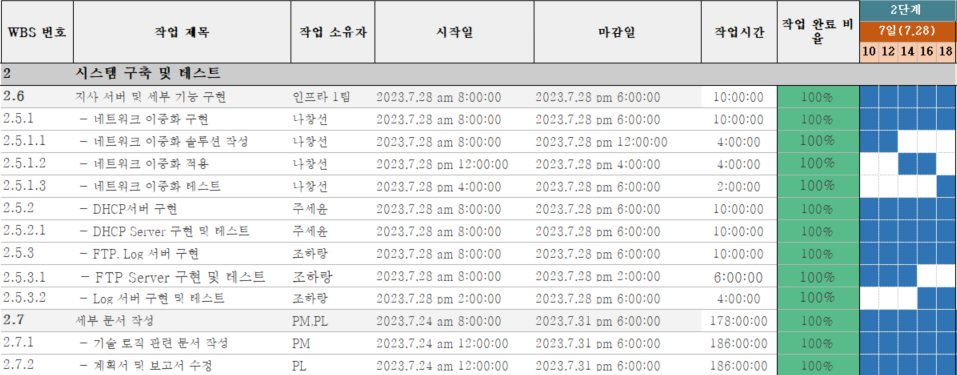 WBS 번호 작업 제목 작업 소유자 시작일 마감일 작업시간 작업 완료 비율 2단계
7일(7.28)
10 12 14 16 18
2 시스템 구축 및 테스트
2.6 지사 서버 및 세부 기능 구현 인프라 1팀 2023.7.28 am 8:00:00 2023.7.28 pm 6:00:00 10:00:00 100%
2.5.1 - 네트워크 이중화 구현 나창선 2023.7.28 am 8:00:00 2023.7.28 pm 6:00:00 10:00:00 100%
2.5.1.1 - 네트워크 이중화 솔루션 작성 나창선 2023.7.28 am 8:00:00 2023.7.28 pm 12:00:00 4:00:00 100%
2.5.1.2 - 네트워크 이중화 적용 나창선 2023.7.28 pm 12:00:00 2023.7.28 pm 4:00:00 4:00:00 100%
2.5.1.3 - 네트워크 이중화 테스트 나창선 2023.7.28 pm 4:00:00 2023.7.28 pm 6:00:00 2:00:00 100%
2.5.2 - DHCP서버 구현 주세윤 2023.7.28 am 8:00:00 2023.7.28 pm 6:00:00 10:00:00 100%
2.5.2.1 - DHCP Server 구현 및 테스트 주세윤 2023.7.28 am 8:00:00 2023.7.28 pm 6:00:00 10:00:00 100%
2.5.3 - FTP. Log 서버 구현 조하랑 2023.7.28 am 8:00:00 2023.7.28 pm 6:00:00 10:00:00 100%
2.5.3.1 - FTP Server 구현 및 테스트 조하랑 2023.7.28 am 8:00:00 2023.7.28 pm 2:00:00 6:00:00 100%
2.5.3.2 - Log 서버 구현 및 테스트 조하랑 2023.7.28 pm 2:00:00 2023.7.28 pm 6:00:00 4:00:00 100%
2.7 세부 문서 작성 PM.PL 2023.7.24 am 8:00:00 2023.7.31 pm 6:00:00 178:00:00 100%
2.7.1 - 기술 토직 관련 문서 작성 PM 2023.7.24 am 12:00:00 2023.7.31 pm 6:00:00 186:00:00 100%
2.7.2 - 계획서 및 보고서 수정 PL 2023.7.24 am 12:00:00 2023.7.31 pm 6:00:00 186:00:00 100%